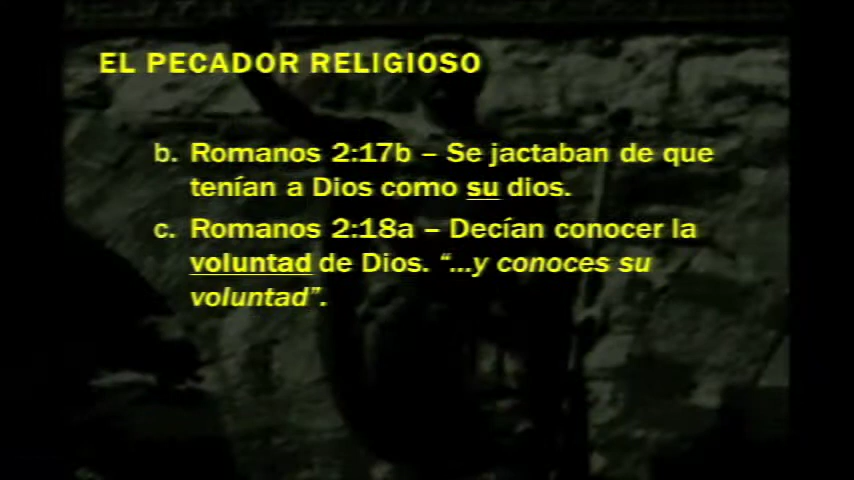 EL PECADOR RELIGIOSO
b. Romanos 2:17b – Se jactaban de que
tenían a Dios como su dios.
c. Romanos 2:18a – Decían conocer la
voluntad de Dios. “...y conoces su
voluntad”.